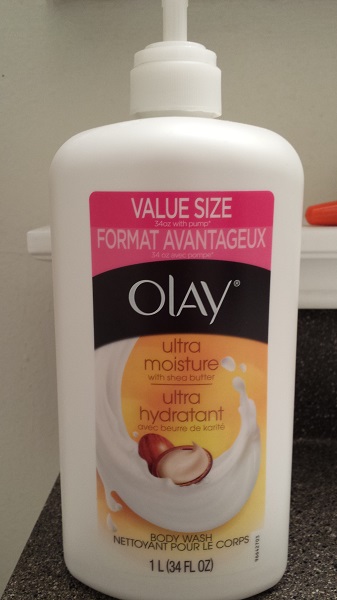 VALUE SIZE
34oz with pump*
FORMAT AVANTAGEUX
34 oz avec pompe*
OLAY®
ultra
moisture
with shea butter
ultra
hydratant
avec beurre de karité
BODY WASH
NETTOYANT POUR LE CORPS
1 L (34 FL OZ)